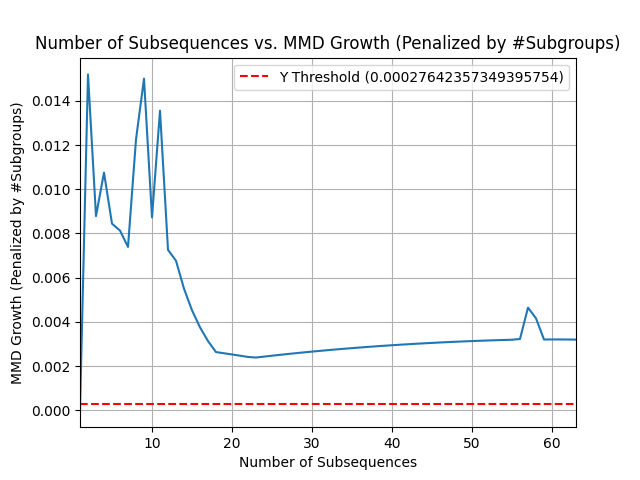 Number of Subsequences vs. MMD Growth (Penalized by #Subgroups)
Y Threshold (0.00027642357349395754)
MMD Growth (Penalized by #Subgroups)
0.014
0.012
0.010
0.008
0.006
0.004
0.002
0.000
10 20 30 40 50 60
Number of Subsequences